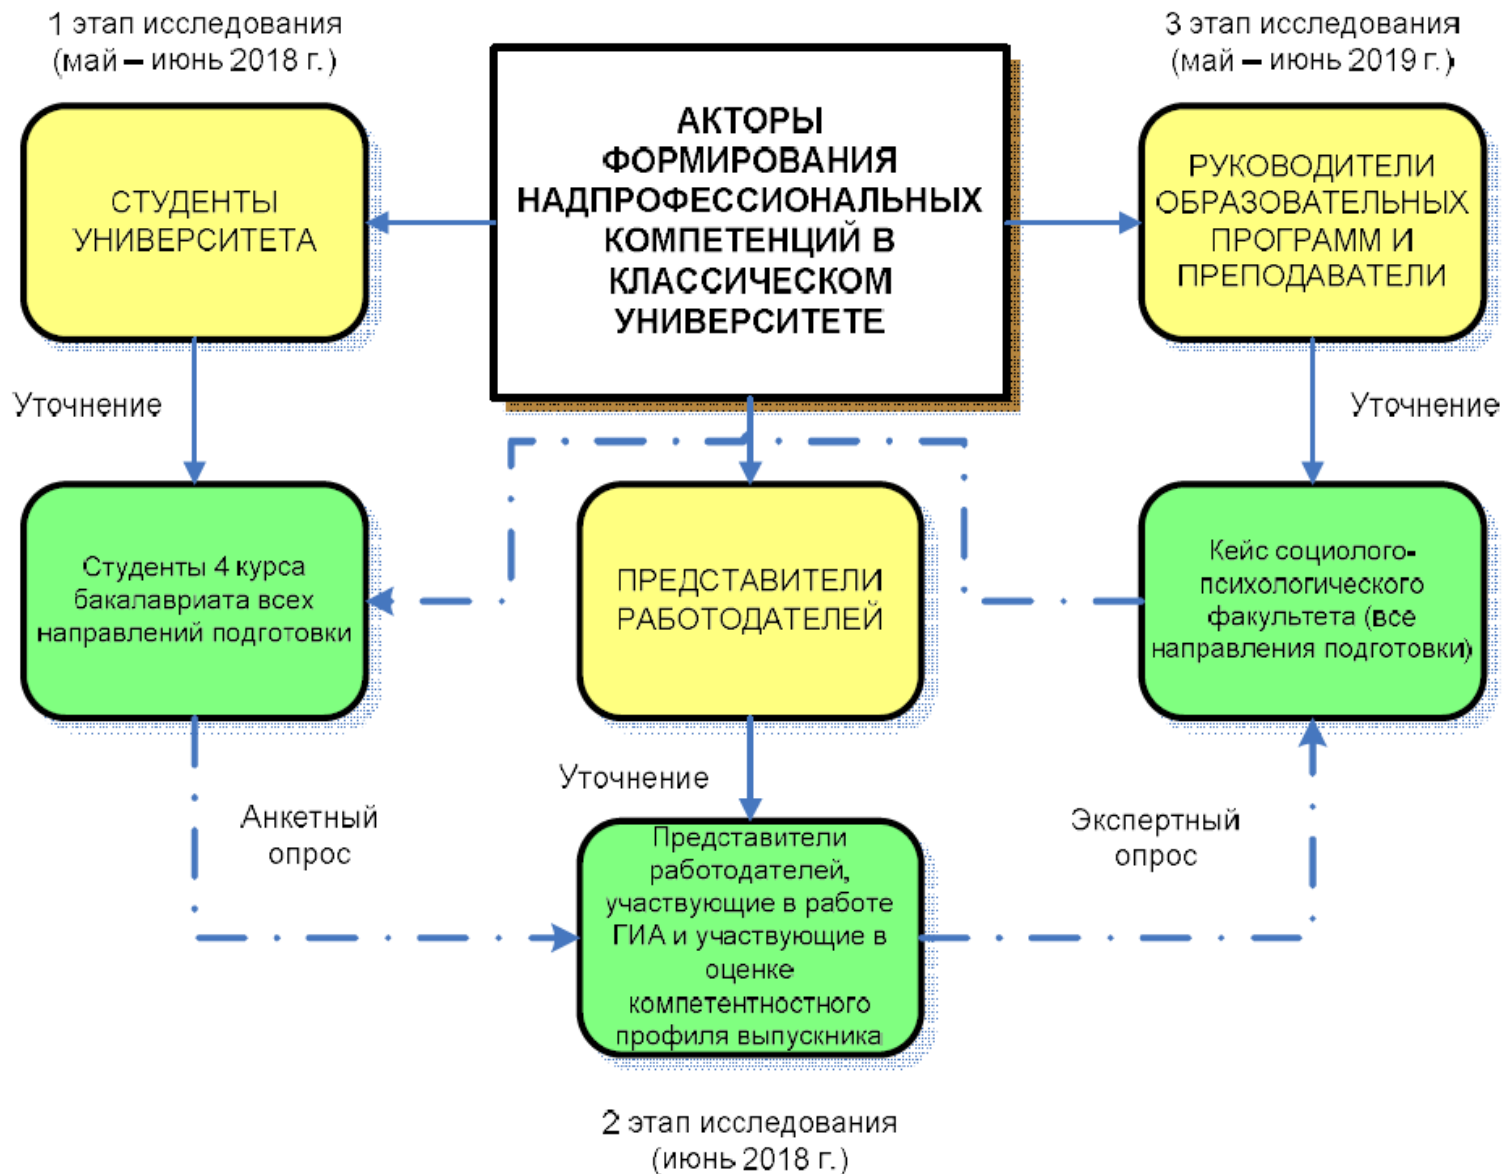 1 этап исследования
(май – июнь 2018 г.)
3 этап исследования
(май – июнь 2019 г.)
АКТОРЫ
ФОРМИРОВАНИЯ
НАДПРОФЕССИОНАЛЬНЫХ
КОМПЕТЕНЦИЙ В
КЛАССИЧЕСКОМ
УНИВЕРСИТЕТЕ
СТУДЕНТЫ
УНИВЕРСИТЕТА
РУКОВОДИТЕЛИ
ОБРАЗОВАТЕЛЬНЫХ
ПРОГРАММ И
ПРЕПОДАВАТЕЛИ
Уточнение
Уточнение
Студенты 4 курса
бакалавриата всех
направлений подготовки
ПРЕДСТАВИТЕЛИ
РАБОТОДАТЕЛЕЙ
Кейс социолого-
психологического
факультета (все
направления подготовки)
Уточнение
Анкетный
опрос
Экспертный
опрос
Представители
работодателей,
участвующие в работе
ГИА и участвующие в
оценке
компетентностного
профиля выпускника
2 этап исследования
(июнь 2018 г.)